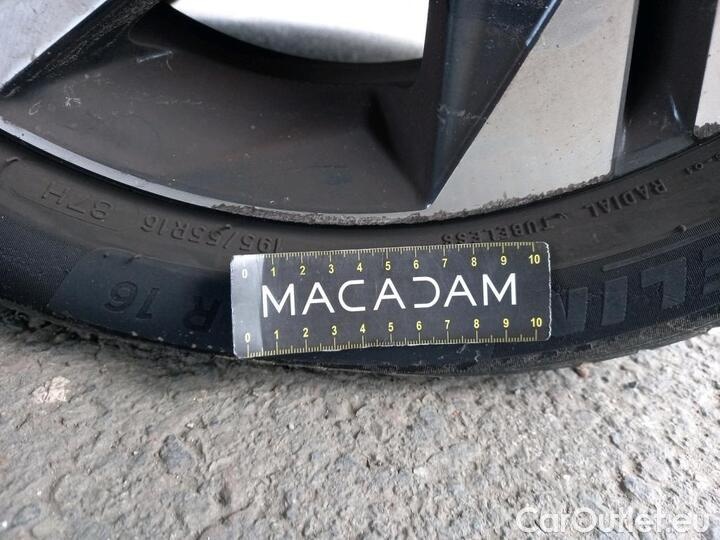 195/55R16 87H
TUBELESS RADIAL
R 16
ELIN
0 1 2 3 4 5 6 7 8 9 10
MACADAM
0 1 2 3 4 5 6 7 8 9 10
CarOutlet.eu